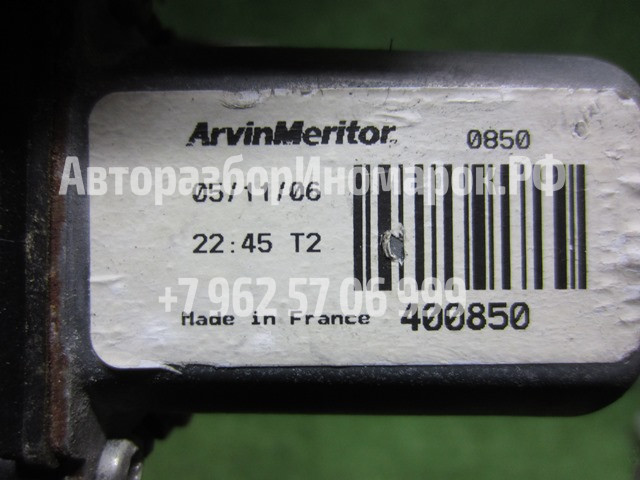 ArvinMeritor 0850
АвторазборИномарок.РФ
05/11/06
22:45 T2
+7 962 57 06 999
Made in France 400850